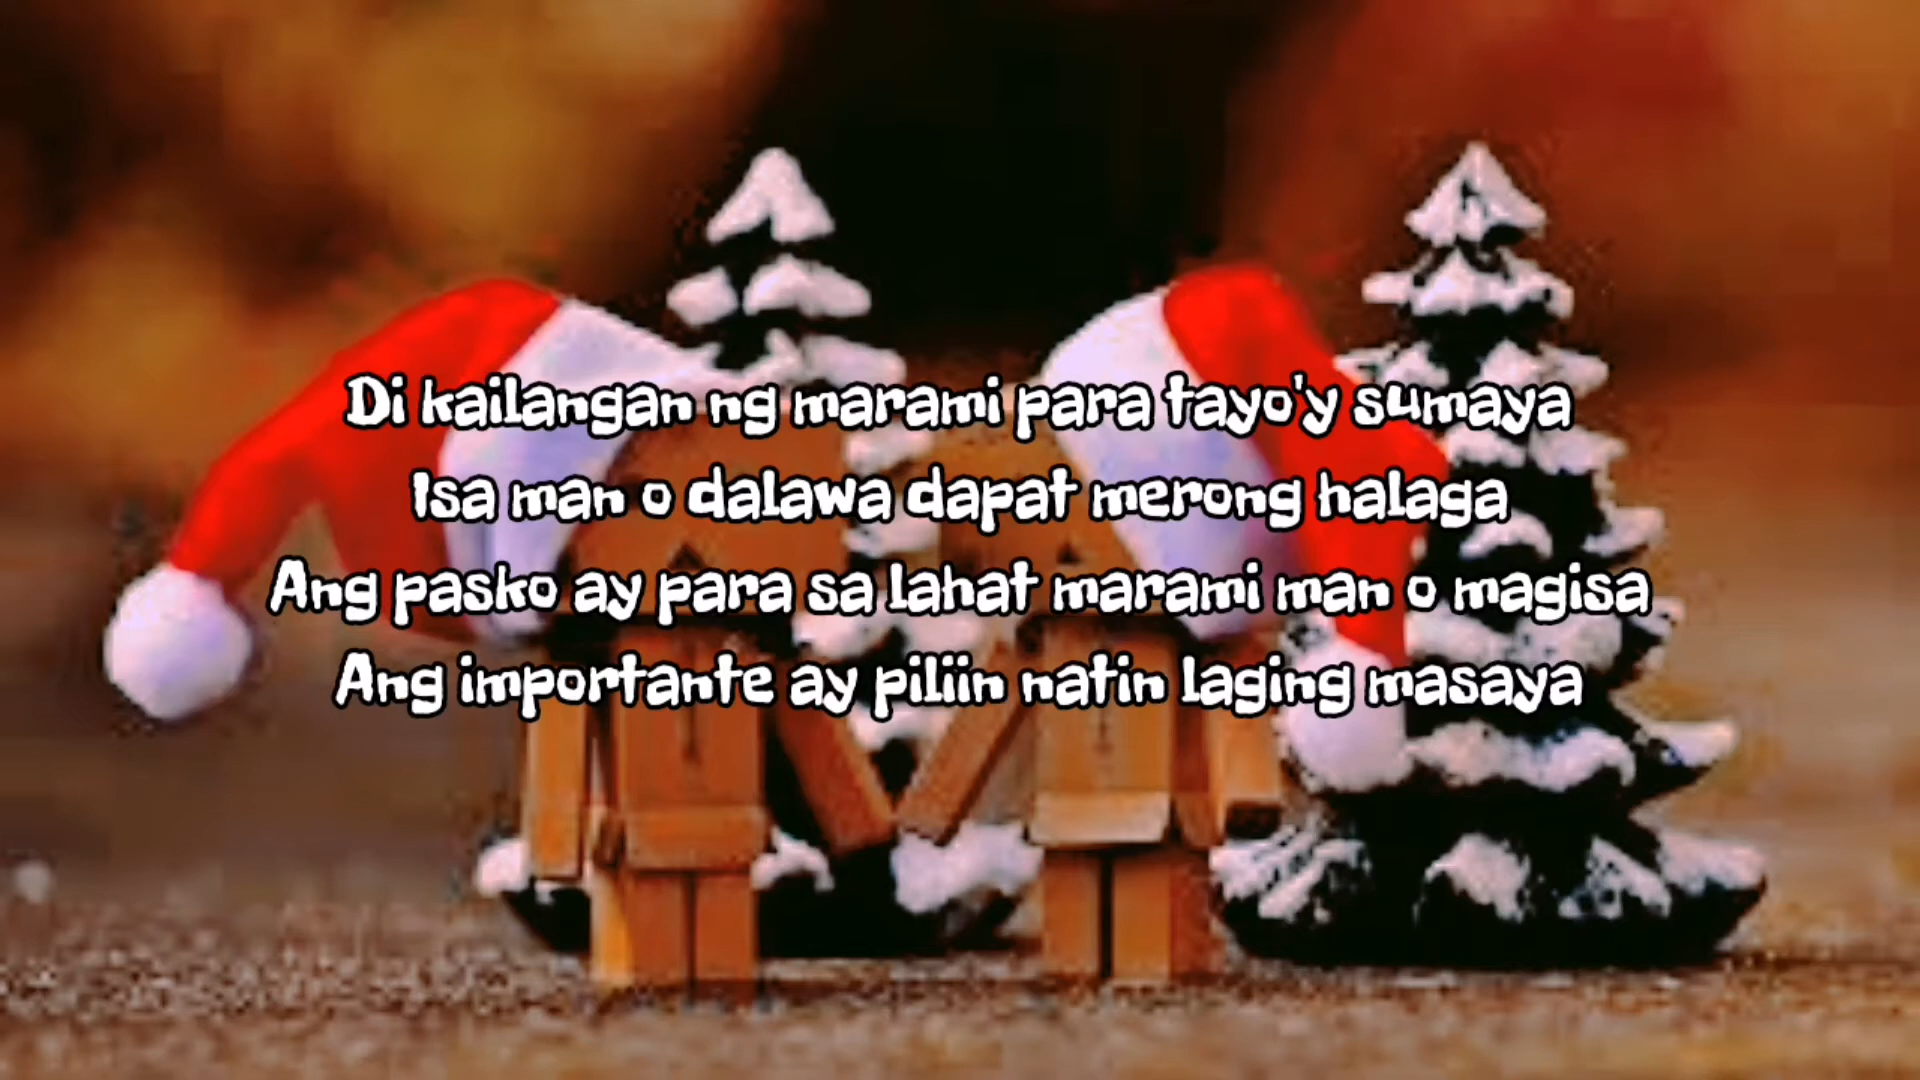 Di kailangan ng marami para tayo'y sumaya
Isa man o dalawa dapat merong halaga
Ang pasko ay para sa lahat marami man o magisa
Ang importante ay piliin natin laging masaya